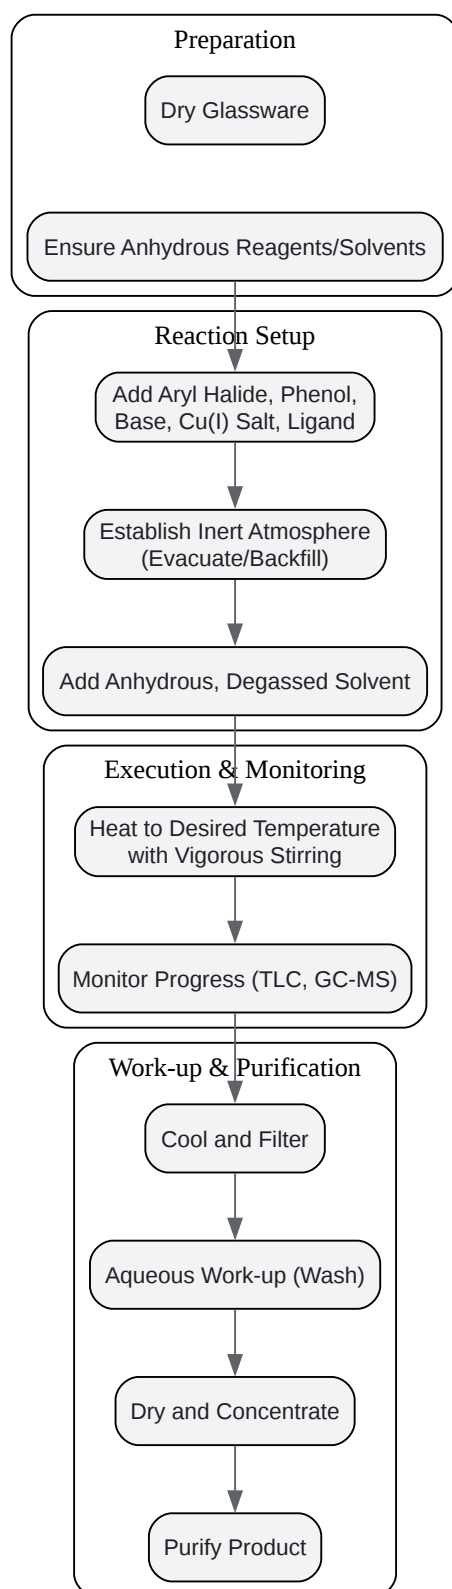 Preparation
Dry Glassware
Ensure Anhydrous Reagents/Solvents
Reaction Setup
Add Aryl Halide, Phenol,
Base, Cu(I) Salt, Ligand
Establish Inert Atmosphere
(Evacuate/Backfill)
Add Anhydrous, Degassed Solvent
Execution & Monitoring
Heat to Desired Temperature
with Vigorous Stirring
Monitor Progress (TLC, GC-MS)
Work-up & Purification
Cool and Filter
Aqueous Work-up (Wash)
Dry and Concentrate
Purify Product